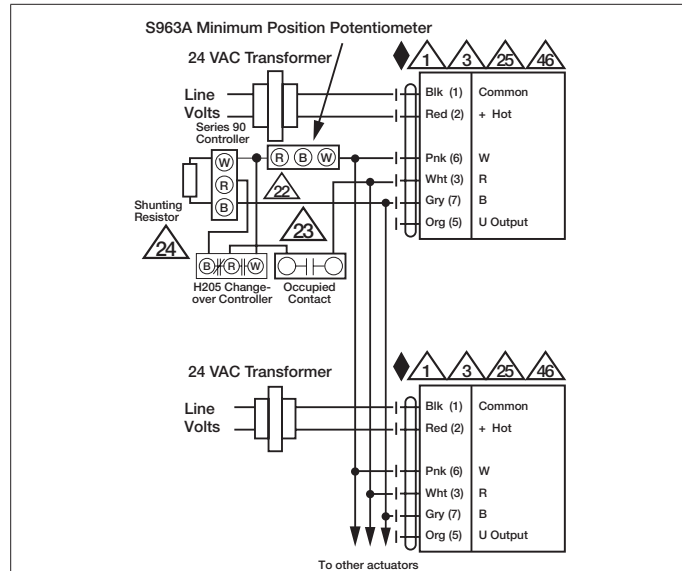 S963A Minimum Position Potentiometer
24 VAC Transformer
1 3 25 46
Line
Volts
Series 90
Controller
Blk (1) Common
Red (2) + Hot
Pnk (6) W
Wht (3) R
Gry (7) B
Org (5) U Output
W
R
B
R B W
22
Shunting
Resistor
24
23
B R W
H205 Change-
over Controller
Occupied
Contact
24 VAC Transformer
1 3 25 46
Line
Volts
Blk (1) Common
Red (2) + Hot
Pnk (6) W
Wht (3) R
Gry (7) B
Org (5) U Output
To other actuators